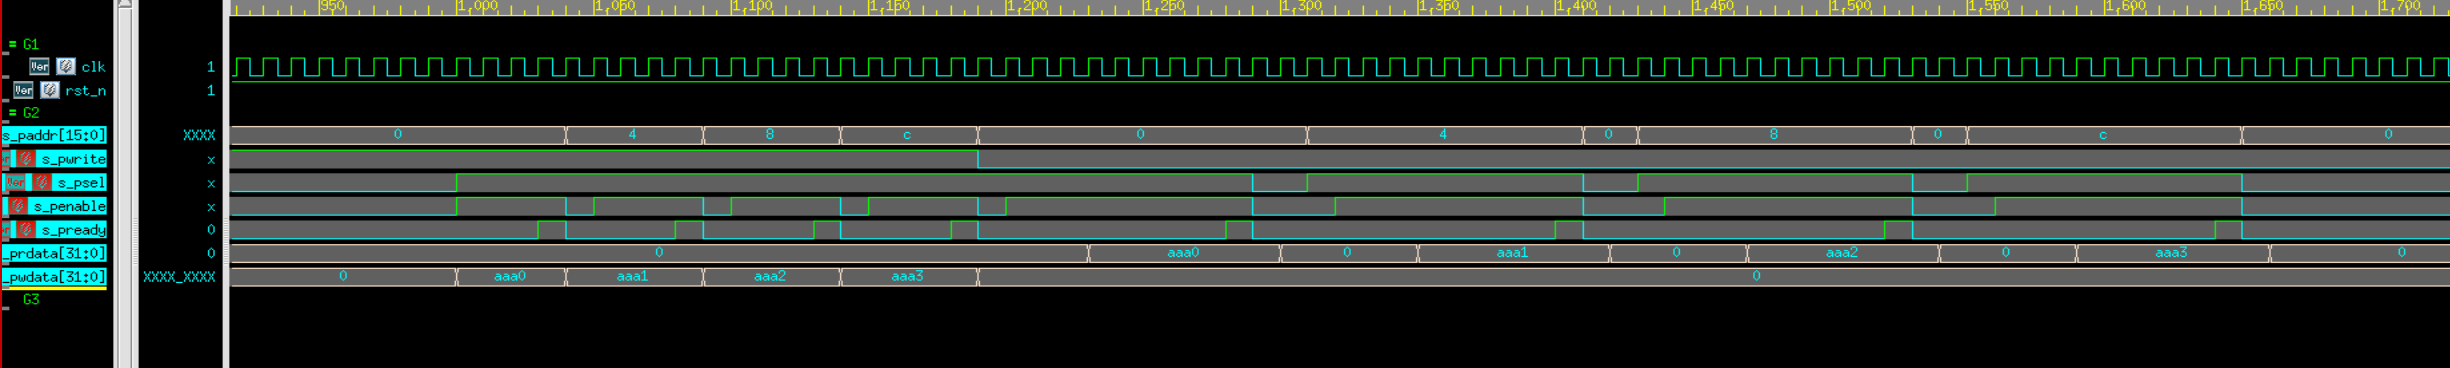 950 1,000 1,050 1,100 1,150 1,200 1,250 1,300 1,350 1,400 1,450 1,500 1,550 1,600 1,650 1,700
= G1
Ver clk 1
Ver rst_n 1
= G2
s_paddr[15:0] XXXX 0 4 8 c 0 4 0 8 0 c 0
s_pwrite x
Ver s_psel x
s_penable x
s_pready 0
_prdata[31:0] 0 0 aaa0 0 aaa1 0 aaa2 0 aaa3 0
_pwdata[31:0] XXXX_XXXX 0 aaa0 aaa1 aaa2 aaa3 0
G3